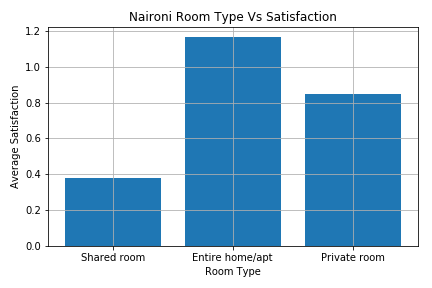 Naironi Room Type Vs Satisfaction
1.2
1.0
0.8
0.6
0.4
0.2
0.0
Average Satisfaction
Shared room Entire home/apt Private room
Room Type